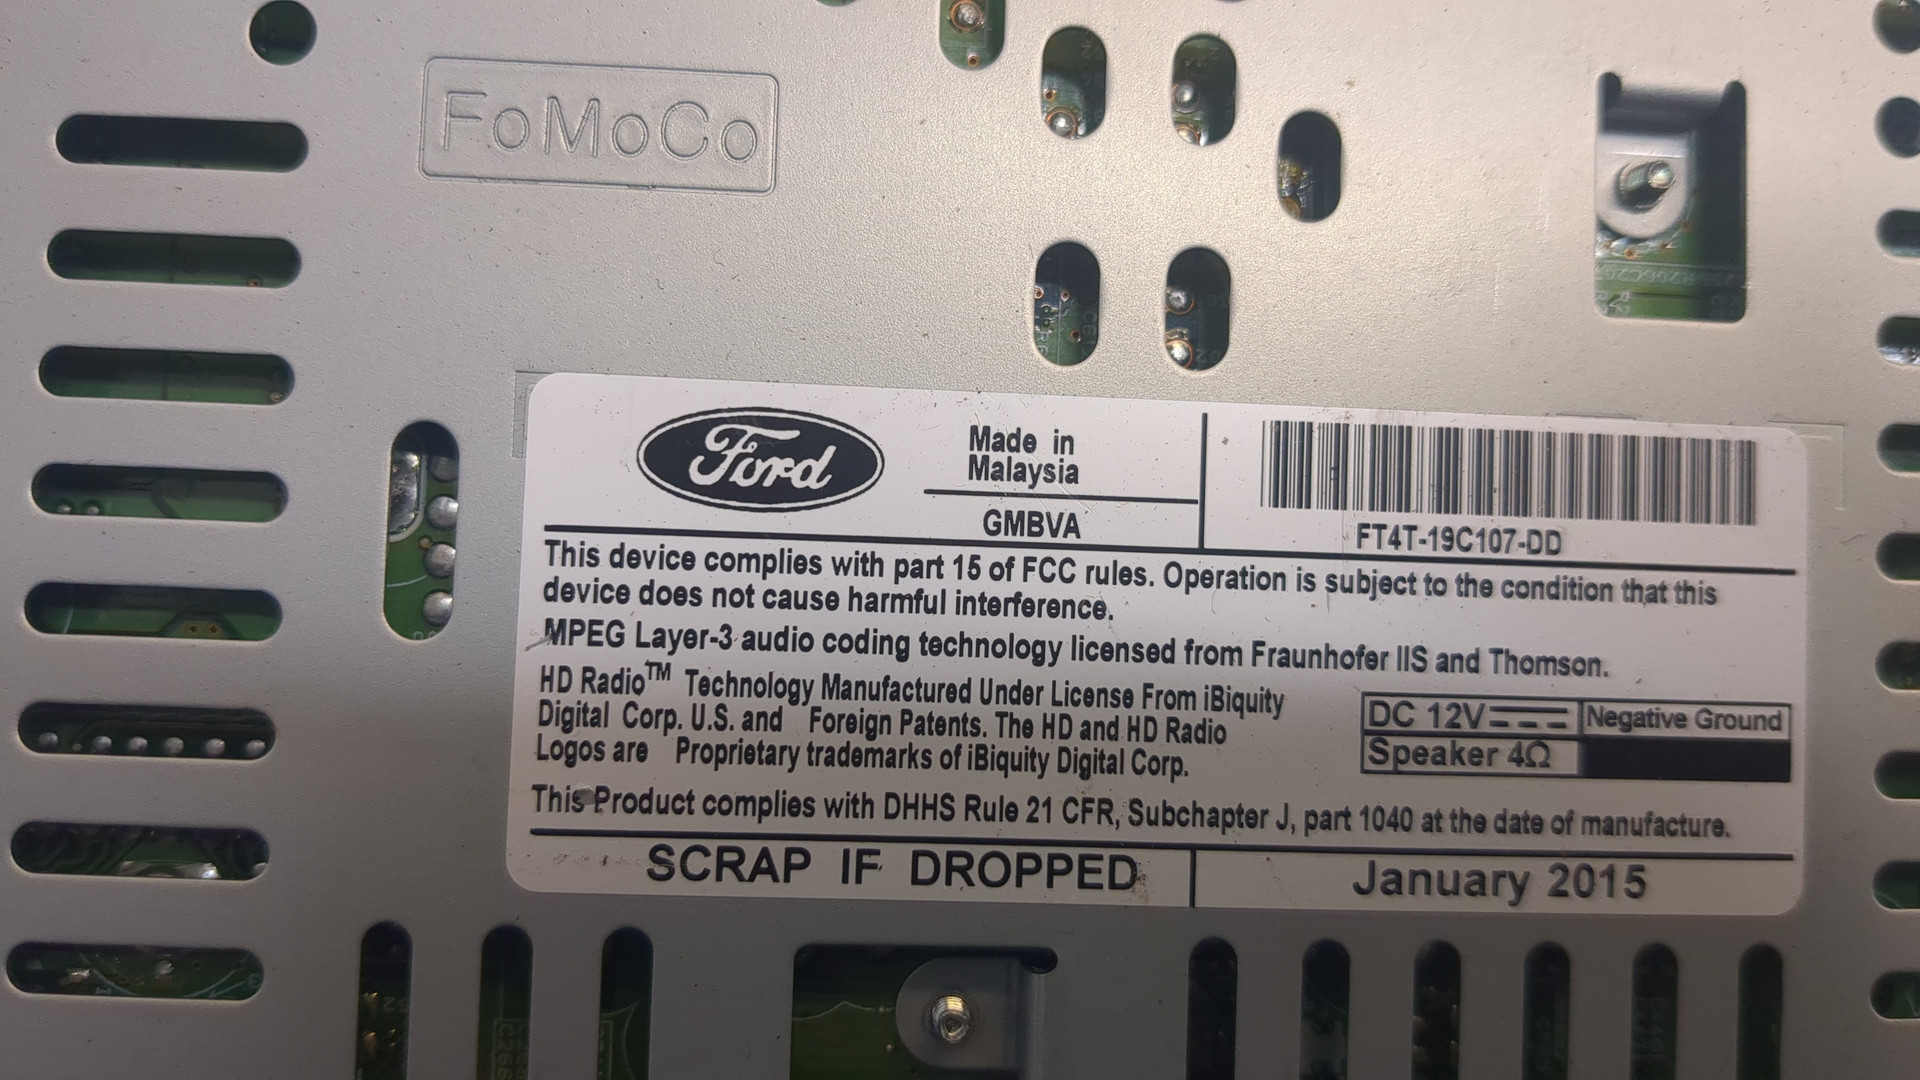 FoMoCo
Ford
Made in
Malaysia
GMBVA
FT4T-19C107-DD
This device complies with part 15 of FCC rules. Operation is subject to the condition that this
device does not cause harmful interference.
MPEG Layer-3 audio coding technology licensed from Fraunhofer IIS and Thomson.
HD Radio™ Technology Manufactured Under License From iBiquity
Digital Corp. U.S. and Foreign Patents. The HD and HD Radio
Logos are Proprietary trademarks of iBiquity Digital Corp.
DC 12V Negative Ground
Speaker 4Ω
This Product complies with DHHS Rule 21 CFR, Subchapter J, part 1040 at the date of manufacture.
SCRAP IF DROPPED
January 2015